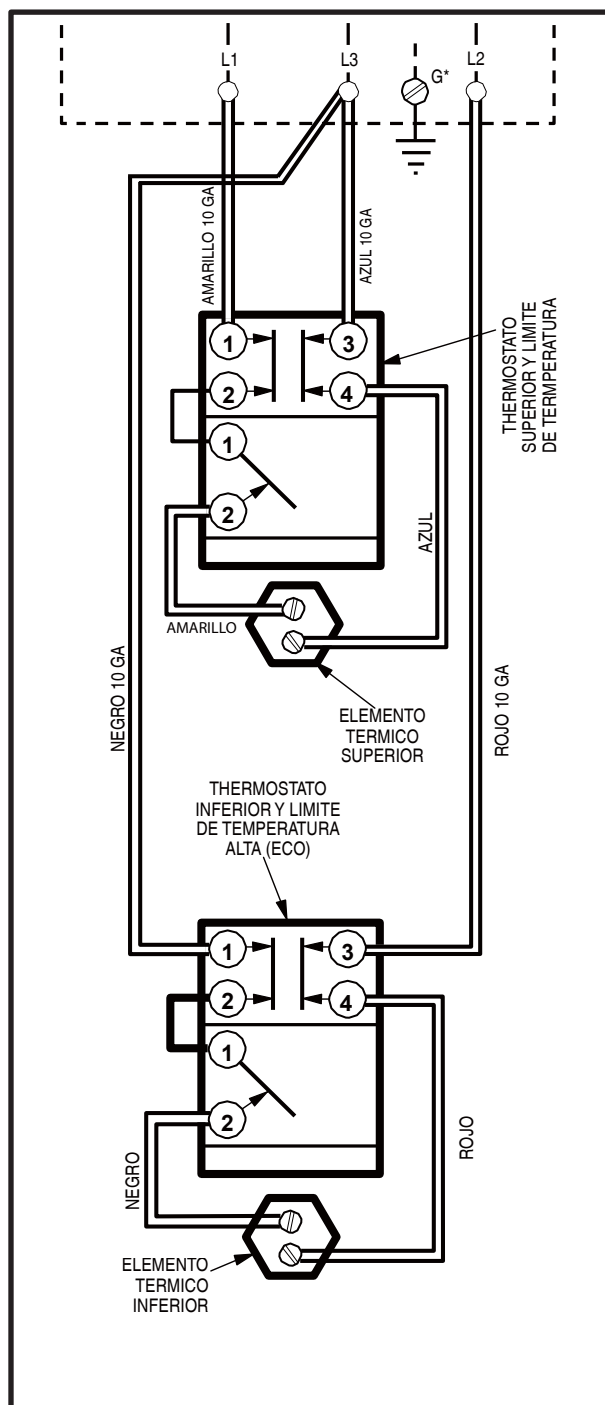 L1
L3
G*
L2
AMARILLO 10 GA
AZUL 10 GA
1
3
2
4
1
2
THERMOSTATO
SUPERIOR Y LIMITE
DE TERMPERATURA
AZUL
AMARILLO
NEGRO 10 GA
ROJO 10 GA
ELEMENTO
TERMICO
SUPERIOR
THERMOSTATO
INFERIOR Y LIMITE
DE TEMPERATURA
ALTA (ECO)
1
3
2
4
1
2
NEGRO
ROJO
ELEMENTO
TERMICO
INFERIOR